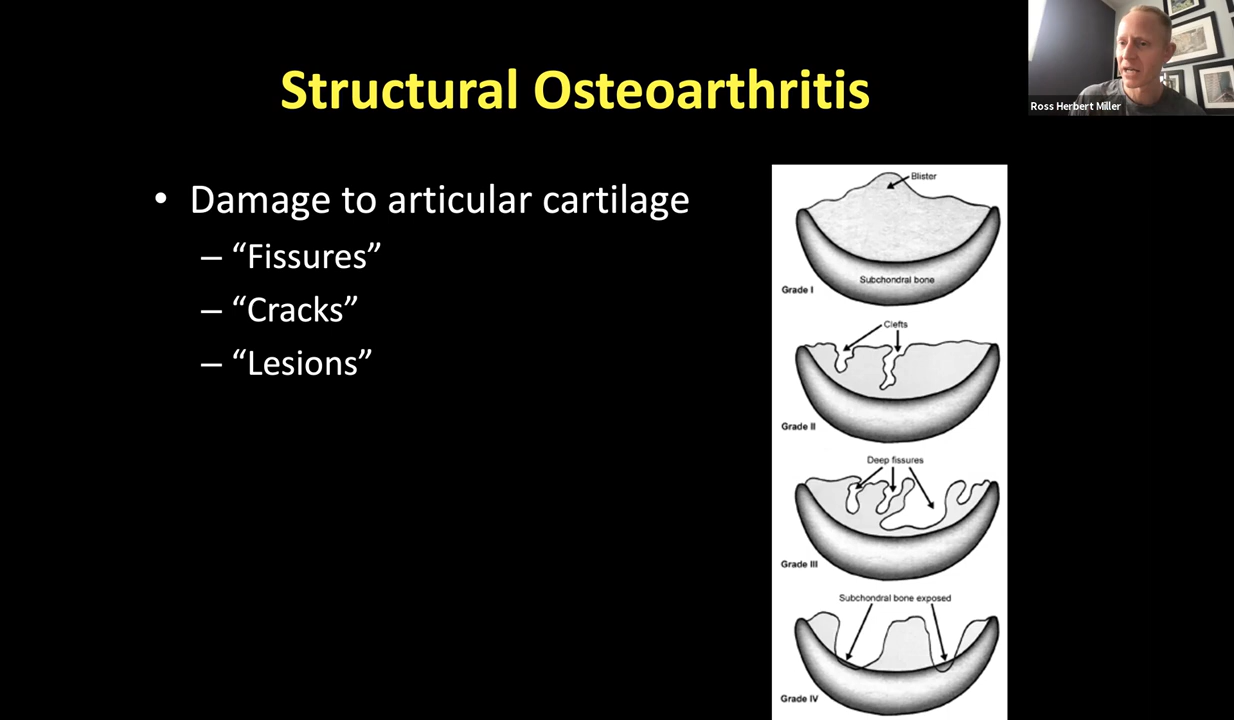 Structural Osteoarthritis
Ross Herbert Miller
• Damage to articular cartilage
– “Fissures”
– “Cracks”
– “Lesions”
Blister
Subchondral bone
Grade I
Clefts
Grade II
Deep fissures
Grade III
Subchondral bone exposed
Grade IV